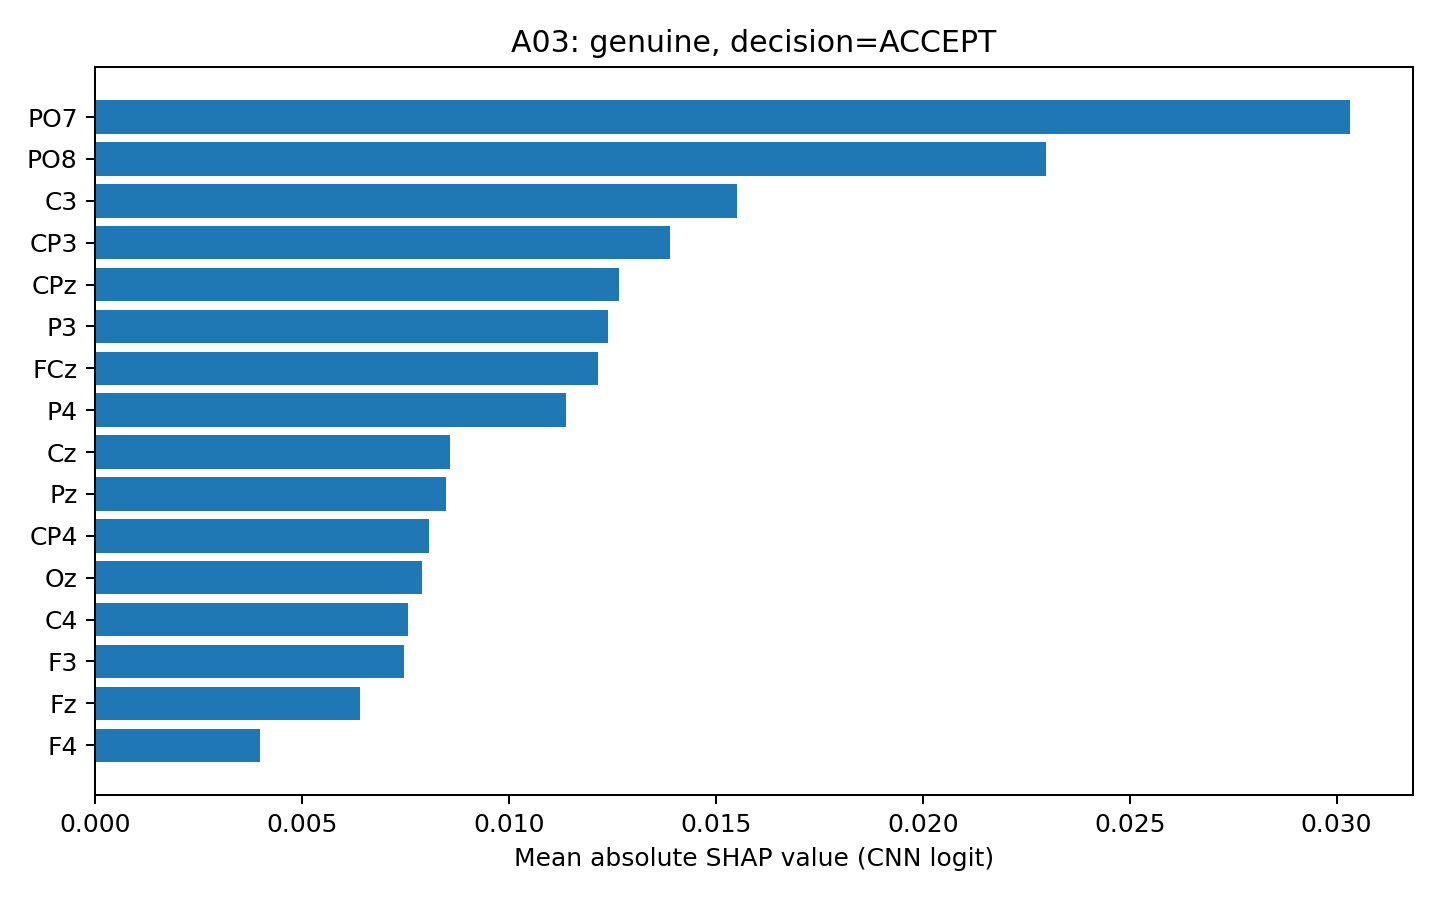 A03: genuine, decision=ACCEPT
PO7
PO8
C3
CP3
CPz
P3
FCz
P4
Cz
Pz
CP4
Oz
C4
F3
Fz
F4
0.000 0.005 0.010 0.015 0.020 0.025 0.030
Mean absolute SHAP value (CNN logit)